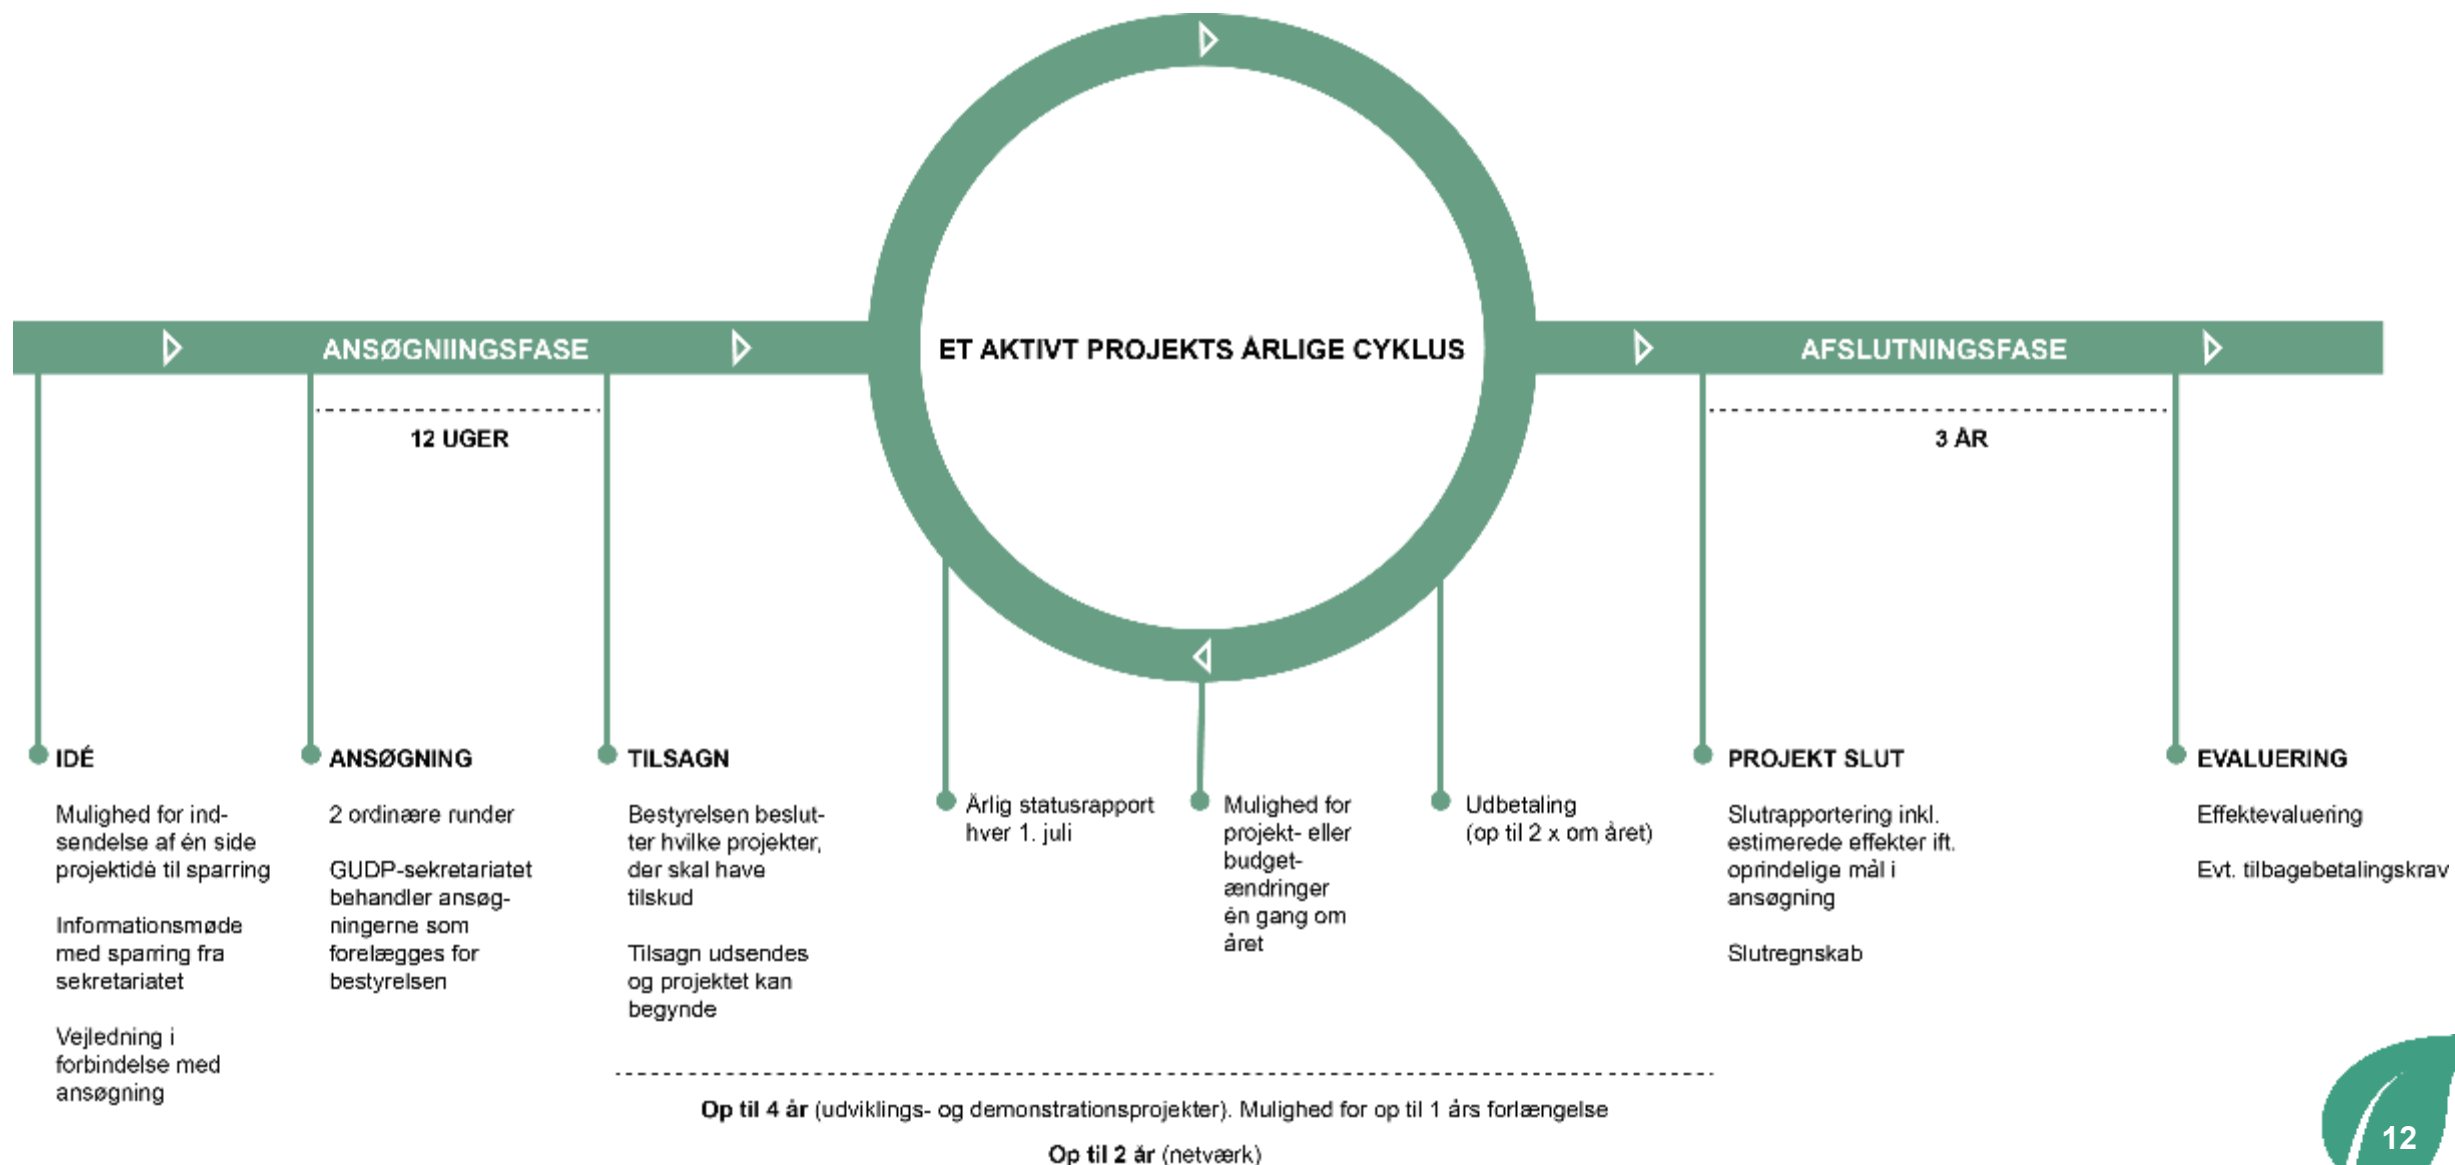 ANSØGNIINGSFASE
ET AKTIVT PROJEKTS ÅRLIGE CYKLUS
AFSLUTNINGSFASE
12 UGER
3 ÅR
IDÉ
Mulighed for ind-
sendelse af én side
projektidé til sparring
Informationsmøde
med sparring fra
sekretariatet
Vejledning i
forbindelse med
ansøgning
ANSØGNING
2 ordinære runder
GUDP-sekretariatet
behandler ansøg-
ningerne som
forelægges for
bestyrelsen
TILSAGN
Bestyrelsen beslut-
ter hvilke projekter,
der skal have
tilskud
Tilsagn udsendes
og projektet kan
begynde
Årlig statusrapport
hver 1. juli
Mulighed for
projekt- eller
budget-
ændringer
én gang om
året
Udbetaling
(op til 2 x om året)
PROJEKT SLUT
Slutrapportering inkl.
estimerede effekter ift.
oprindelige mål i
ansøgning
Slutregnskab
EVALUERING
Effektevaluering
Evt. tilbagebetalingskrav
Op til 4 år (udviklings- og demonstrationsprojekter). Mulighed for op til 1 års forlængelse
Op til 2 år (netværk)
12